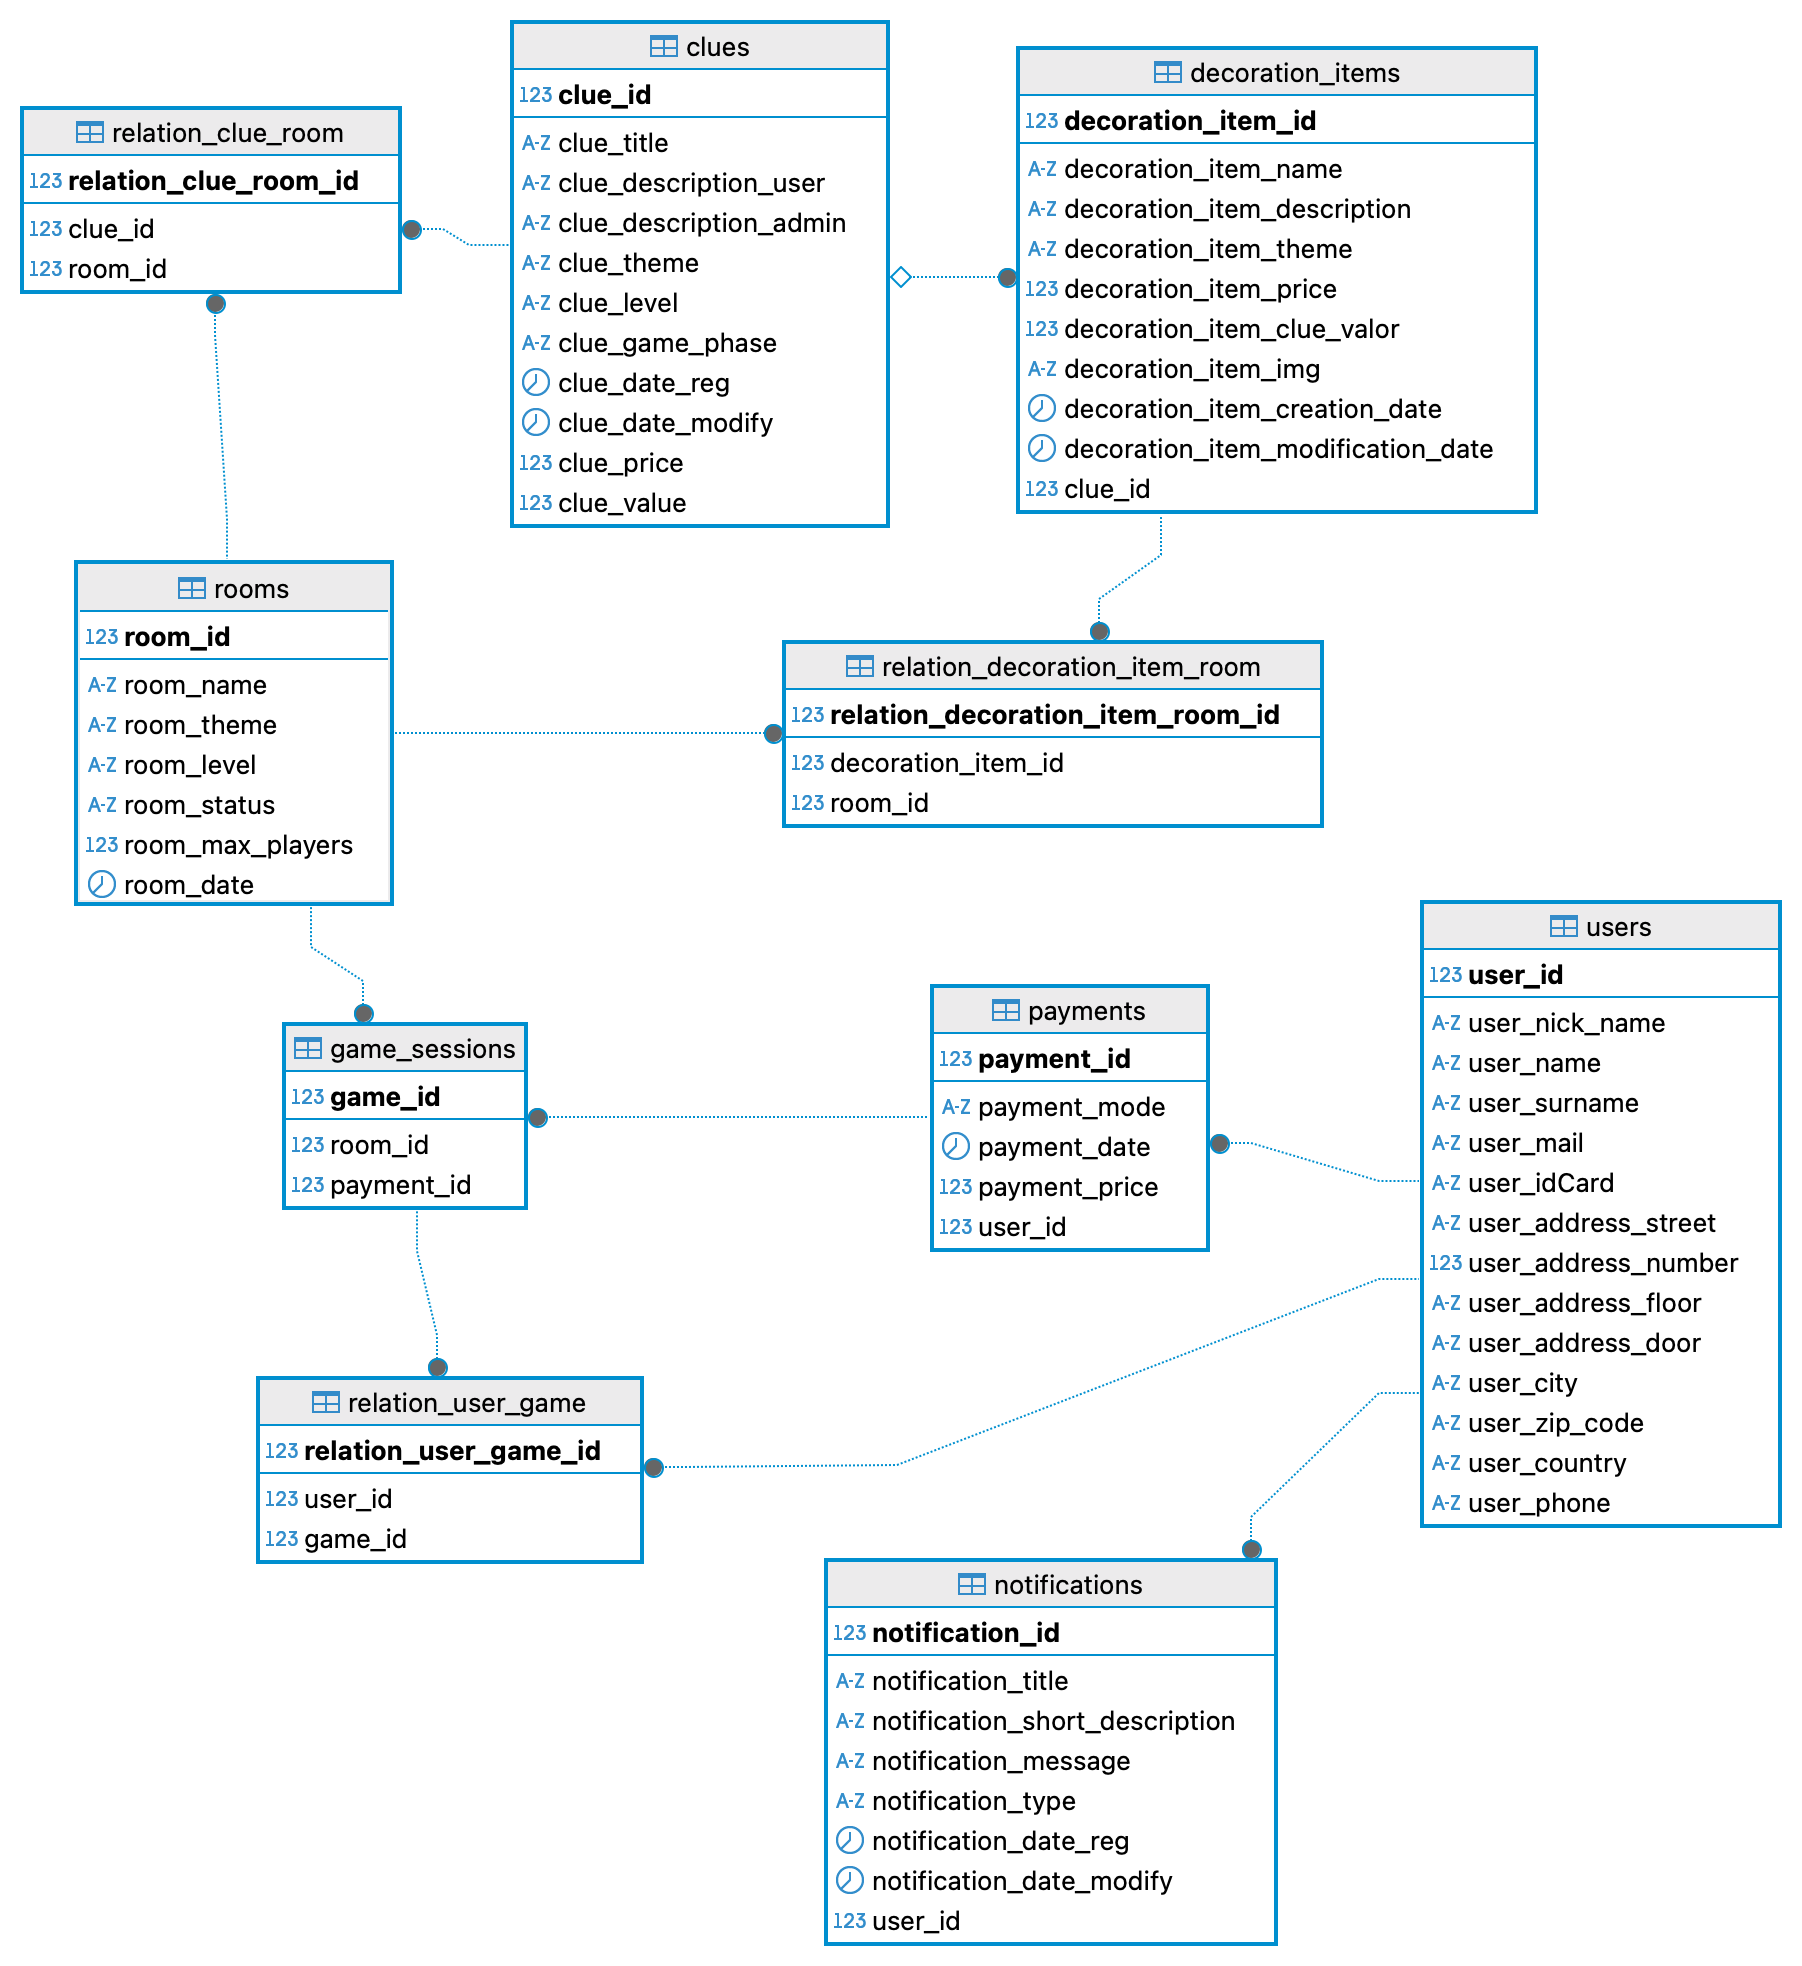 clues
123 clue_id
A-Z clue_title
A-Z clue_description_user
A-Z clue_description_admin
A-Z clue_theme
A-Z clue_level
A-Z clue_game_phase
clue_date_reg
clue_date_modify
123 clue_price
123 clue_value
decoration_items
123 decoration_item_id
A-Z decoration_item_name
A-Z decoration_item_description
A-Z decoration_item_theme
123 decoration_item_price
123 decoration_item_clue_valor
A-Z decoration_item_img
decoration_item_creation_date
decoration_item_modification_date
123 clue_id
relation_clue_room
123 relation_clue_room_id
123 clue_id
123 room_id
rooms
123 room_id
A-Z room_name
A-Z room_theme
A-Z room_level
A-Z room_status
123 room_max_players
room_date
relation_decoration_item_room
123 relation_decoration_item_room_id
123 decoration_item_id
123 room_id
users
123 user_id
A-Z user_nick_name
A-Z user_name
A-Z user_surname
A-Z user_mail
A-Z user_idCard
A-Z user_address_street
123 user_address_number
A-Z user_address_floor
A-Z user_address_door
A-Z user_city
A-Z user_zip_code
A-Z user_country
A-Z user_phone
payments
123 payment_id
A-Z payment_mode
payment_date
123 payment_price
123 user_id
game_sessions
123 game_id
123 room_id
123 payment_id
relation_user_game
123 relation_user_game_id
123 user_id
123 game_id
notifications
123 notification_id
A-Z notification_title
A-Z notification_short_description
A-Z notification_message
A-Z notification_type
notification_date_reg
notification_date_modify
123 user_id